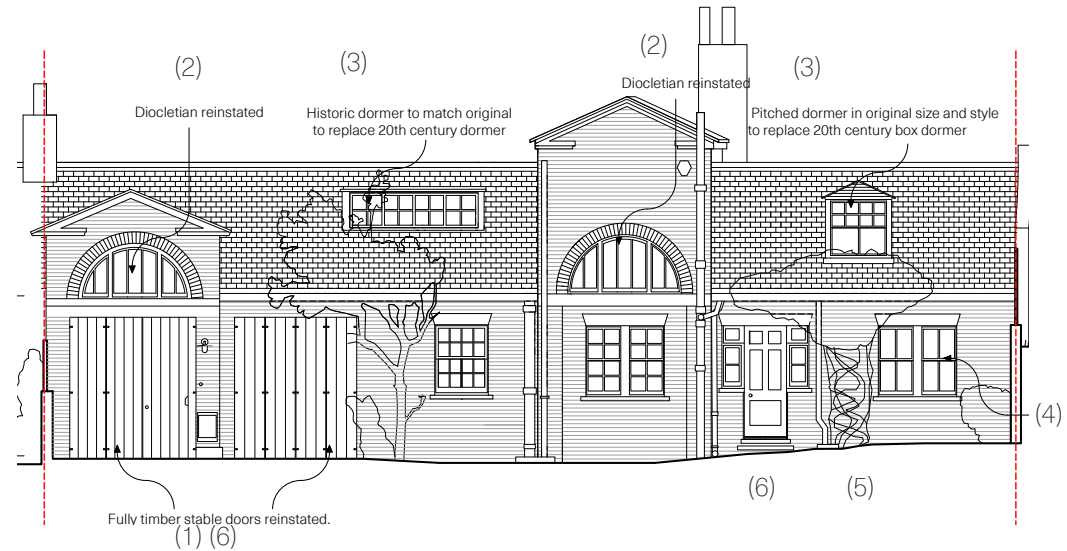 (2)
(3)
(2)
(3)
Diocletian reinstated
Historic dormer to match original
to replace 20th century dormer
Diocletian reinstated
Pitched dormer in original size and style
to replace 20th century box dormer
(4)
(6)
(5)
Fully timber stable doors reinstated.
(1) (6)